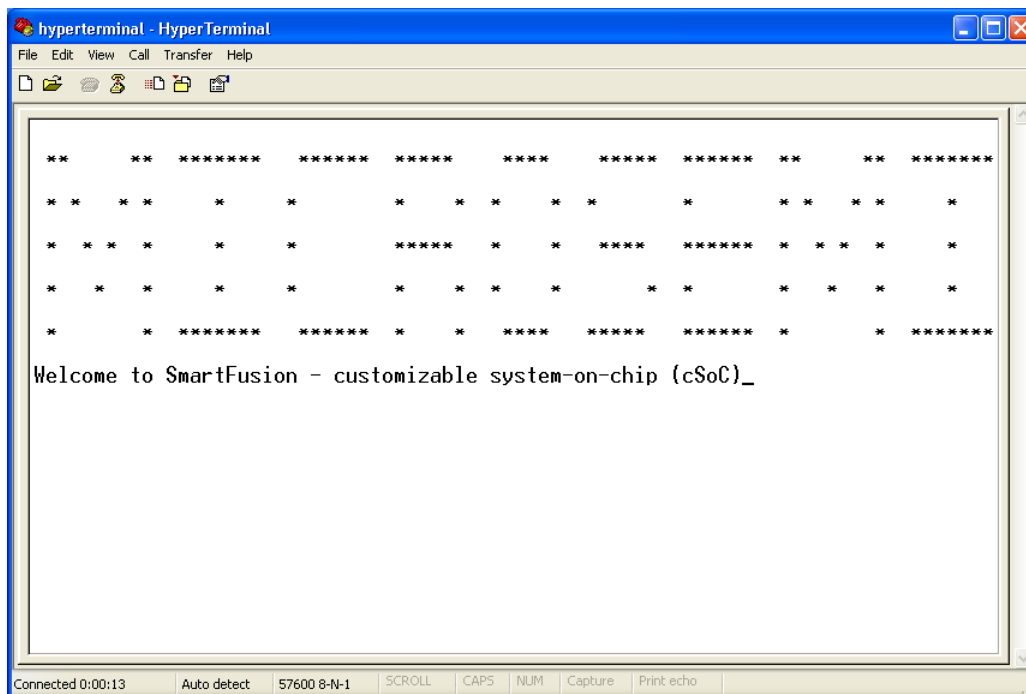 hyperterminal - HyperTerminal
File Edit View Call Transfer Help
** ** ******* ****** ***** **** ***** ****** ** ** *******
* * * * * * * * * * * * * * * * *
* * * * * * ***** * * **** ****** * * * * *
* * * * * * * * * * * * * * *
* * ******* ****** * * **** ***** ****** * * *******
Welcome to SmartFusion - customizable system-on-chip (cSoC)_
Connected 0:00:13 Auto detect 57600 8-N-1 SCROLL CAPS NUM Capture Print echo